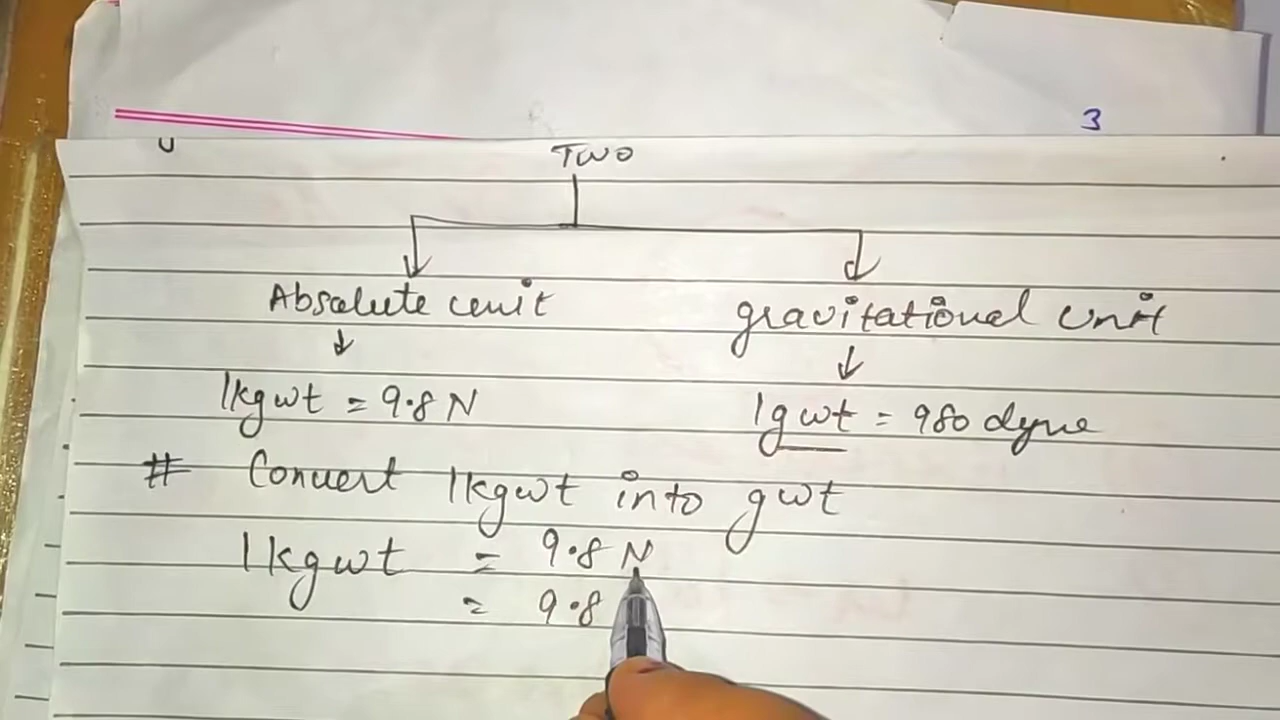 3
Two
Absolute unit
gravitational unit
1kgwt = 9.8 N
1gwt = 980 dyne
# Convert 1kgwt into gwt
1kgwt = 9.8 N
= 9.8